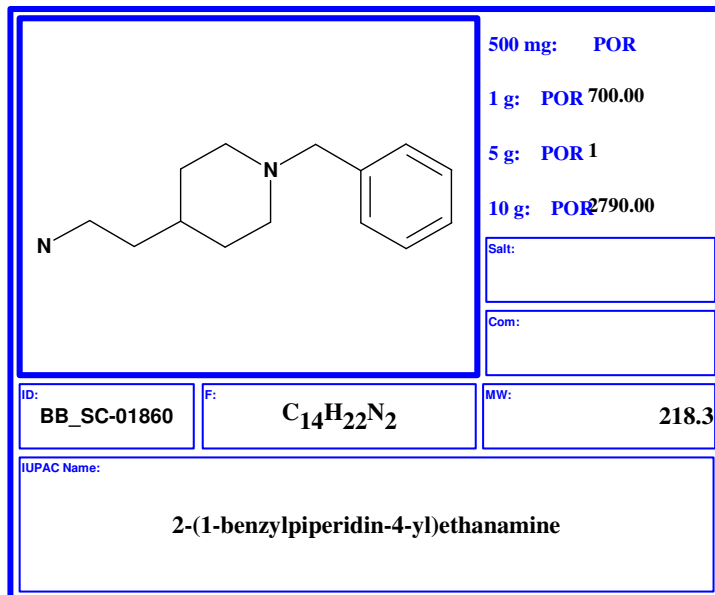 500 mg: POR
1 g: POR 700.00
5 g: POR 1
10 g: POR 2790.00
N
N
Salt:
Com:
ID:
BB_SC-01860
F:
C14H22N2
MW:
218.3
IUPAC Name:
2-(1-benzylpiperidin-4-yl)ethanamine